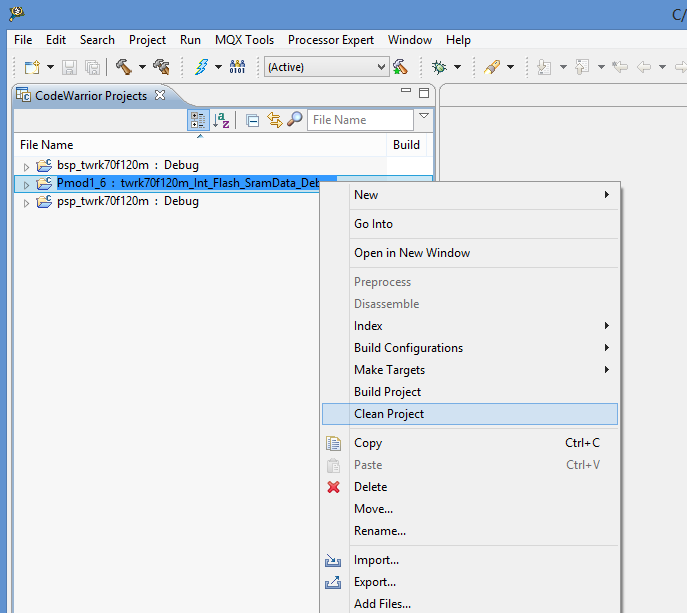 C/
File Edit Search Project Run MQX Tools Processor Expert Window Help
(Active)
CodeWarrior Projects
File Name
File Name Build
bsp_twrk70f120m : Debug
Pmod1_6 : twrk70f120m_Int_Flash_SramData_Deb
psp_twrk70f120m : Debug
New
Go Into
Open in New Window
Preprocess
Disassemble
Index
Build Configurations
Make Targets
Build Project
Clean Project
Copy Ctrl+C
Paste Ctrl+V
Delete
Move...
Rename...
Import...
Export...
Add Files...